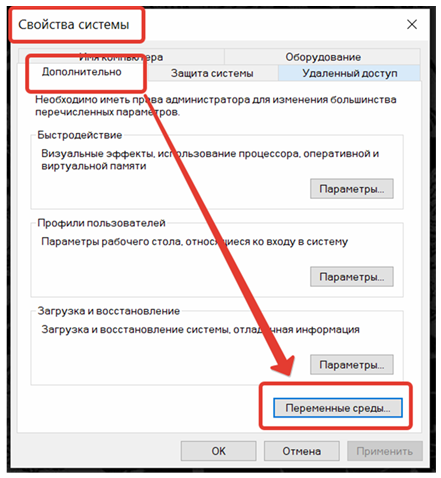 Свойства системы
Имя компьютера
Оборудование
Дополнительно
Защита системы
Удаленный доступ
Необходимо иметь права администратора для изменения большинства
перечисленных параметров.
Быстродействие
Визуальные эффекты, использование процессора, оперативной и
виртуальной памяти
Параметры...
Профили пользователей
Параметры рабочего стола, относящиеся ко входу в систему
Параметры...
Загрузка и восстановление
Загрузка и восстановление системы, отладочная информация
Параметры...
Переменные среды...
ОК
Отмена
Применить